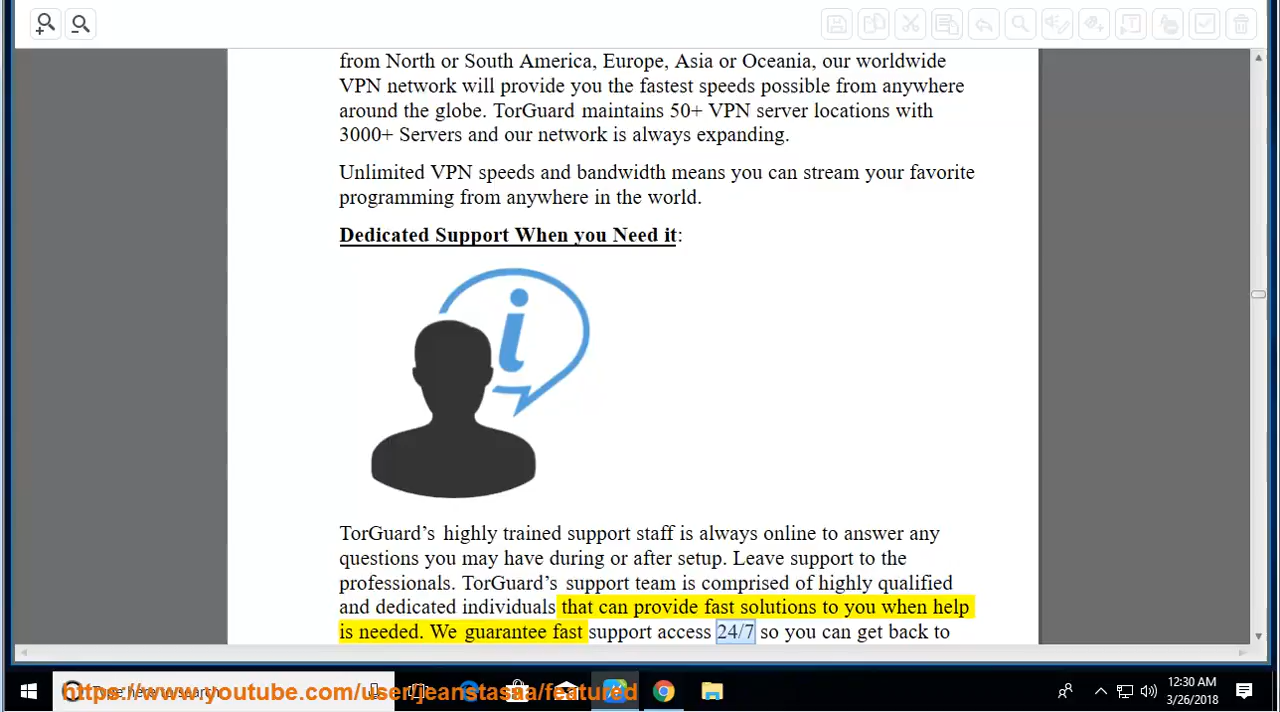 from North or South America, Europe, Asia or Oceania, our worldwide
VPN network will provide you the fastest speeds possible from anywhere
around the globe. TorGuard maintains 50+ VPN server locations with
3000+ Servers and our network is always expanding.
Unlimited VPN speeds and bandwidth means you can stream your favorite
programming from anywhere in the world.
Dedicated Support When you Need it:
i
TorGuard’s highly trained support staff is always online to answer any
questions you may have during or after setup. Leave support to the
professionals. TorGuard’s support team is comprised of highly qualified
and dedicated individuals that can provide fast solutions to you when help
is needed. We guarantee fast support access 24/7 so you can get back to
Type here to search
https://www.youtube.com/user/jeanstasaa/featured
12:30 AM
3/26/2018